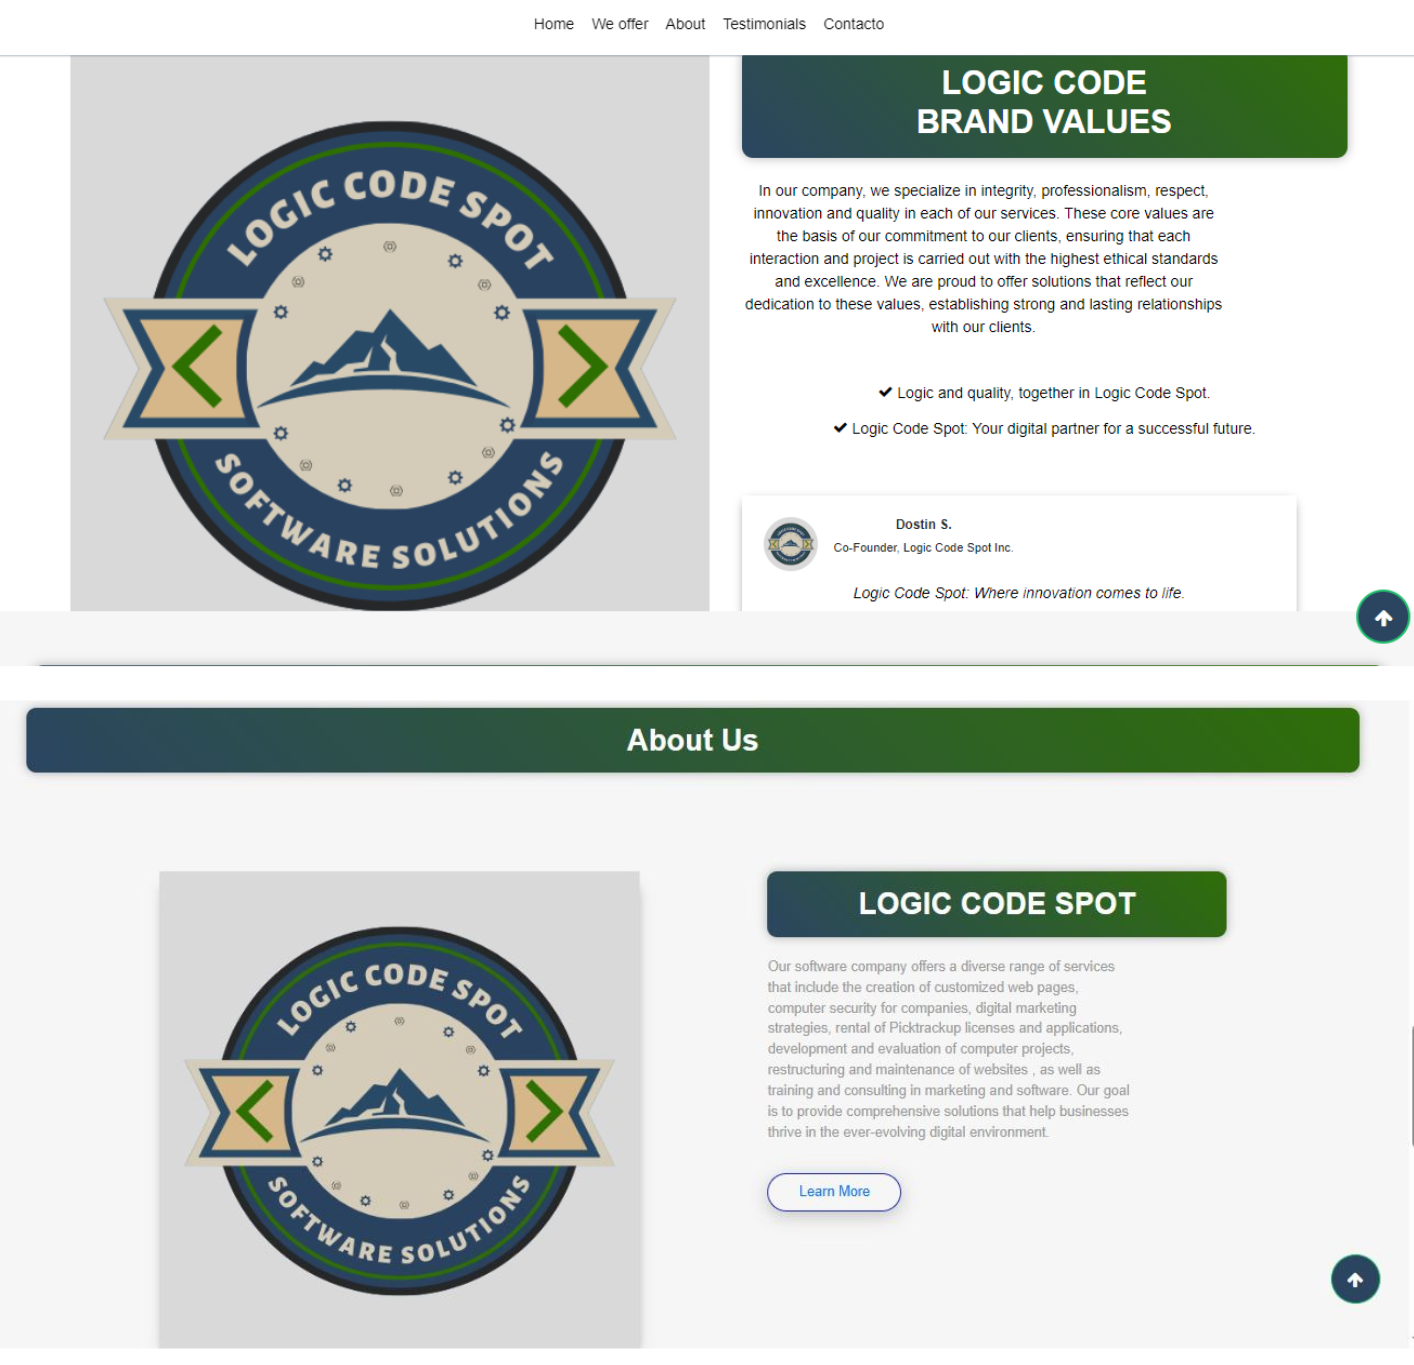 Home We offer About Testimonials Contacto
LOGIC CODE SPOT
SOFTWARE SOLUTIONS
LOGIC CODE
BRAND VALUES
In our company, we specialize in integrity, professionalism, respect,
innovation and quality in each of our services. These core values are
the basis of our commitment to our clients, ensuring that each
interaction and project is carried out with the highest ethical standards
and excellence. We are proud to offer solutions that reflect our
dedication to these values, establishing strong and lasting relationships
with our clients.
✔ Logic and quality, together in Logic Code Spot.
✔ Logic Code Spot: Your digital partner for a successful future.
Dostin S.
Co-Founder, Logic Code Spot Inc.
Logic Code Spot: Where innovation comes to life.
About Us
LOGIC CODE SPOT
SOFTWARE SOLUTIONS
LOGIC CODE SPOT
Our software company offers a diverse range of services
that include the creation of customized web pages,
computer security for companies, digital marketing
strategies, rental of Picktrackup licenses and applications,
development and evaluation of computer projects,
restructuring and maintenance of websites , as well as
training and consulting in marketing and software. Our goal
is to provide comprehensive solutions that help businesses
thrive in the ever-evolving digital environment.
Learn More